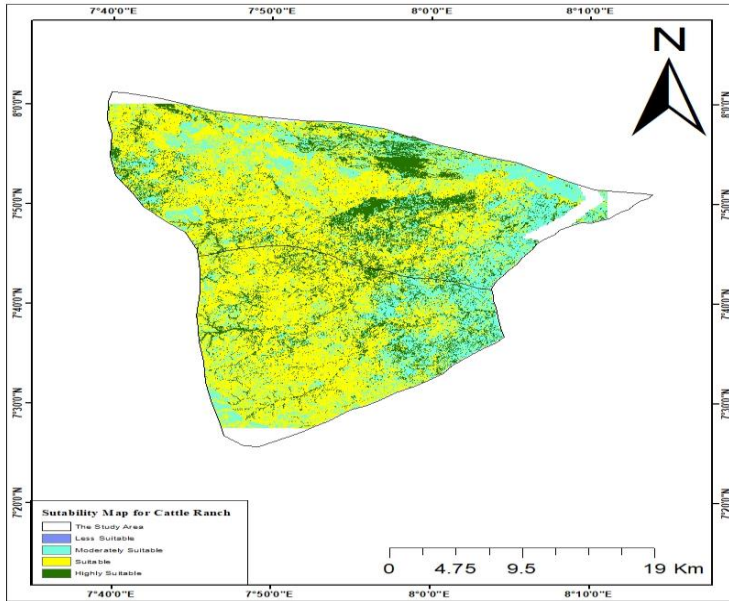 7°40'0"E 7°50'0"E 8°0'0"E 8°10'0"E
N
8°0'0"N 8°0'0"N
7°50'0"N 7°50'0"N
7°40'0"N 7°40'0"N
7°30'0"N 7°30'0"N
7°20'0"N 7°20'0"N
Sutability Map for Cattle Ranch
The Study Area
Less Suitable
Moderately Suitable
Suitable
Highly Suitable
0 4.75 9.5 19 Km
7°40'0"E 7°50'0"E 8°0'0"E 8°10'0"E